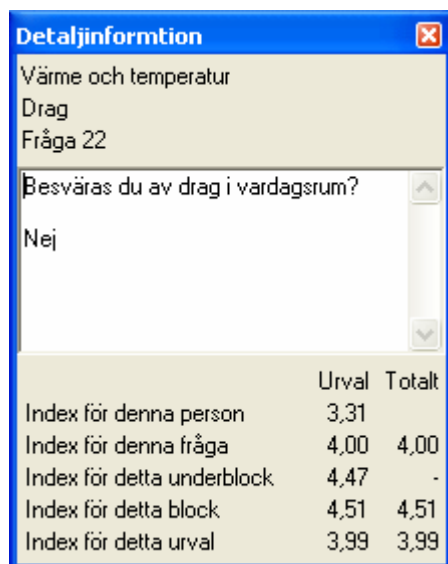 Detaljinformtion
Värme och temperatur
Drag
Fråga 22
Besväras du av drag i vardagsrum?
Nej
Urval Totalt
Index för denna person 3,31
Index för denna fråga 4,00 4,00
Index för detta underblock 4,47 -
Index för detta block 4,51 4,51
Index för detta urval 3,99 3,99